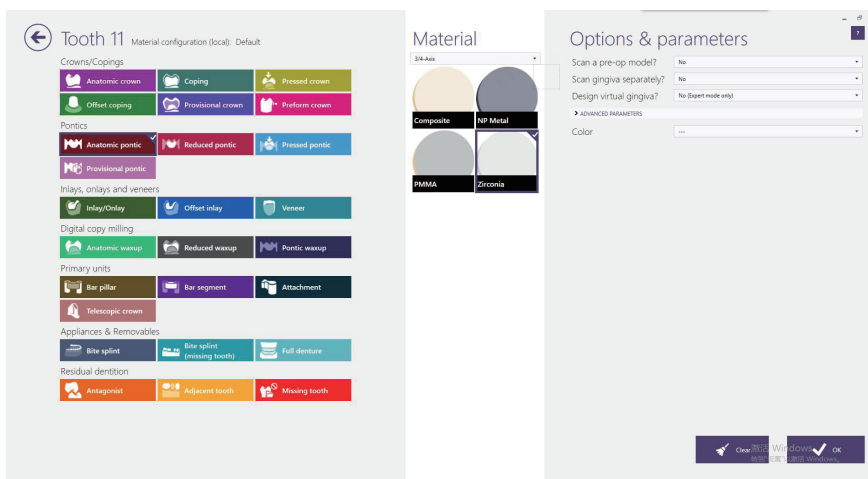 Tooth 11 Material configuration (local): Default
Crowns/Copings
Anatomic crown
Coping
Pressed crown
Offset coping
Provisional crown
Preform crown
Pontics
Anatomic pontic
Reduced pontic
Pressed pontic
Provisional pontic
Inlays, onlays and veneers
Inlay/Onlay
Offset inlay
Veneer
Digital copy milling
Anatomic waxup
Reduced waxup
Pontic waxup
Primary units
Bar pillar
Bar segment
Attachment
Telescopic crown
Appliances & Removables
Bite splint
Bite splint
(missing tooth)
Full denture
Residual dentition
Antagonist
Adjacent tooth
Missing tooth
Material
3/4-Axis
Composite
NP Metal
PMMA
Zirconia
Options & parameters
?
Scan a pre-op model? No
Scan gingiva separately? No
Design virtual gingiva? No (Expert mode only)
ADVANCED PARAMETERS
Color ---
Clear
OK
激活 Windows
Windows。